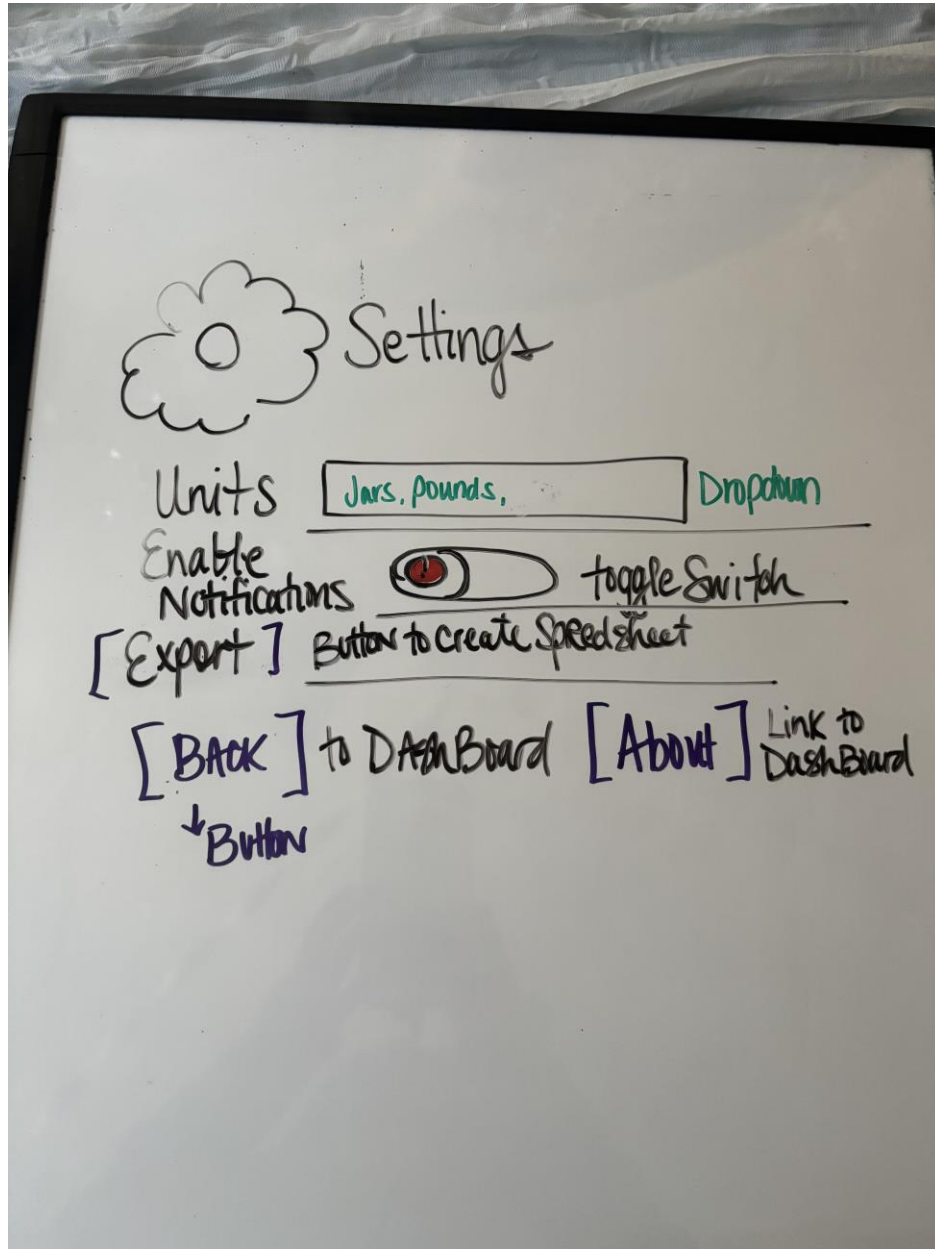 Settings
Units Jars, pounds, Dropdown
Enable
Notifications toggle Switch
[Export] Button to create Spredsheet
[BACK] to DAshBoard [About] Link to
DashBoard
↓ Button